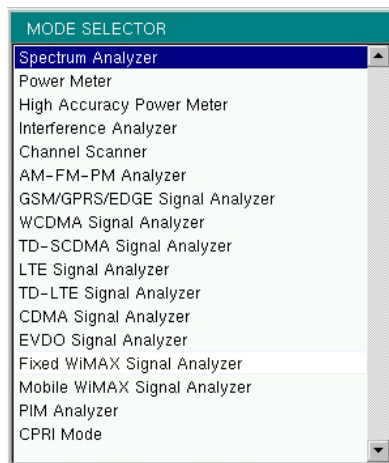 MODE SELECTOR
Spectrum Analyzer
Power Meter
High Accuracy Power Meter
Interference Analyzer
Channel Scanner
AM-FM-PM Analyzer
GSM/GPRS/EDGE Signal Analyzer
WCDMA Signal Analyzer
TD-SCDMA Signal Analyzer
LTE Signal Analyzer
TD-LTE Signal Analyzer
CDMA Signal Analyzer
EVDO Signal Analyzer
Fixed WiMAX Signal Analyzer
Mobile WiMAX Signal Analyzer
PIM Analyzer
CPRI Mode